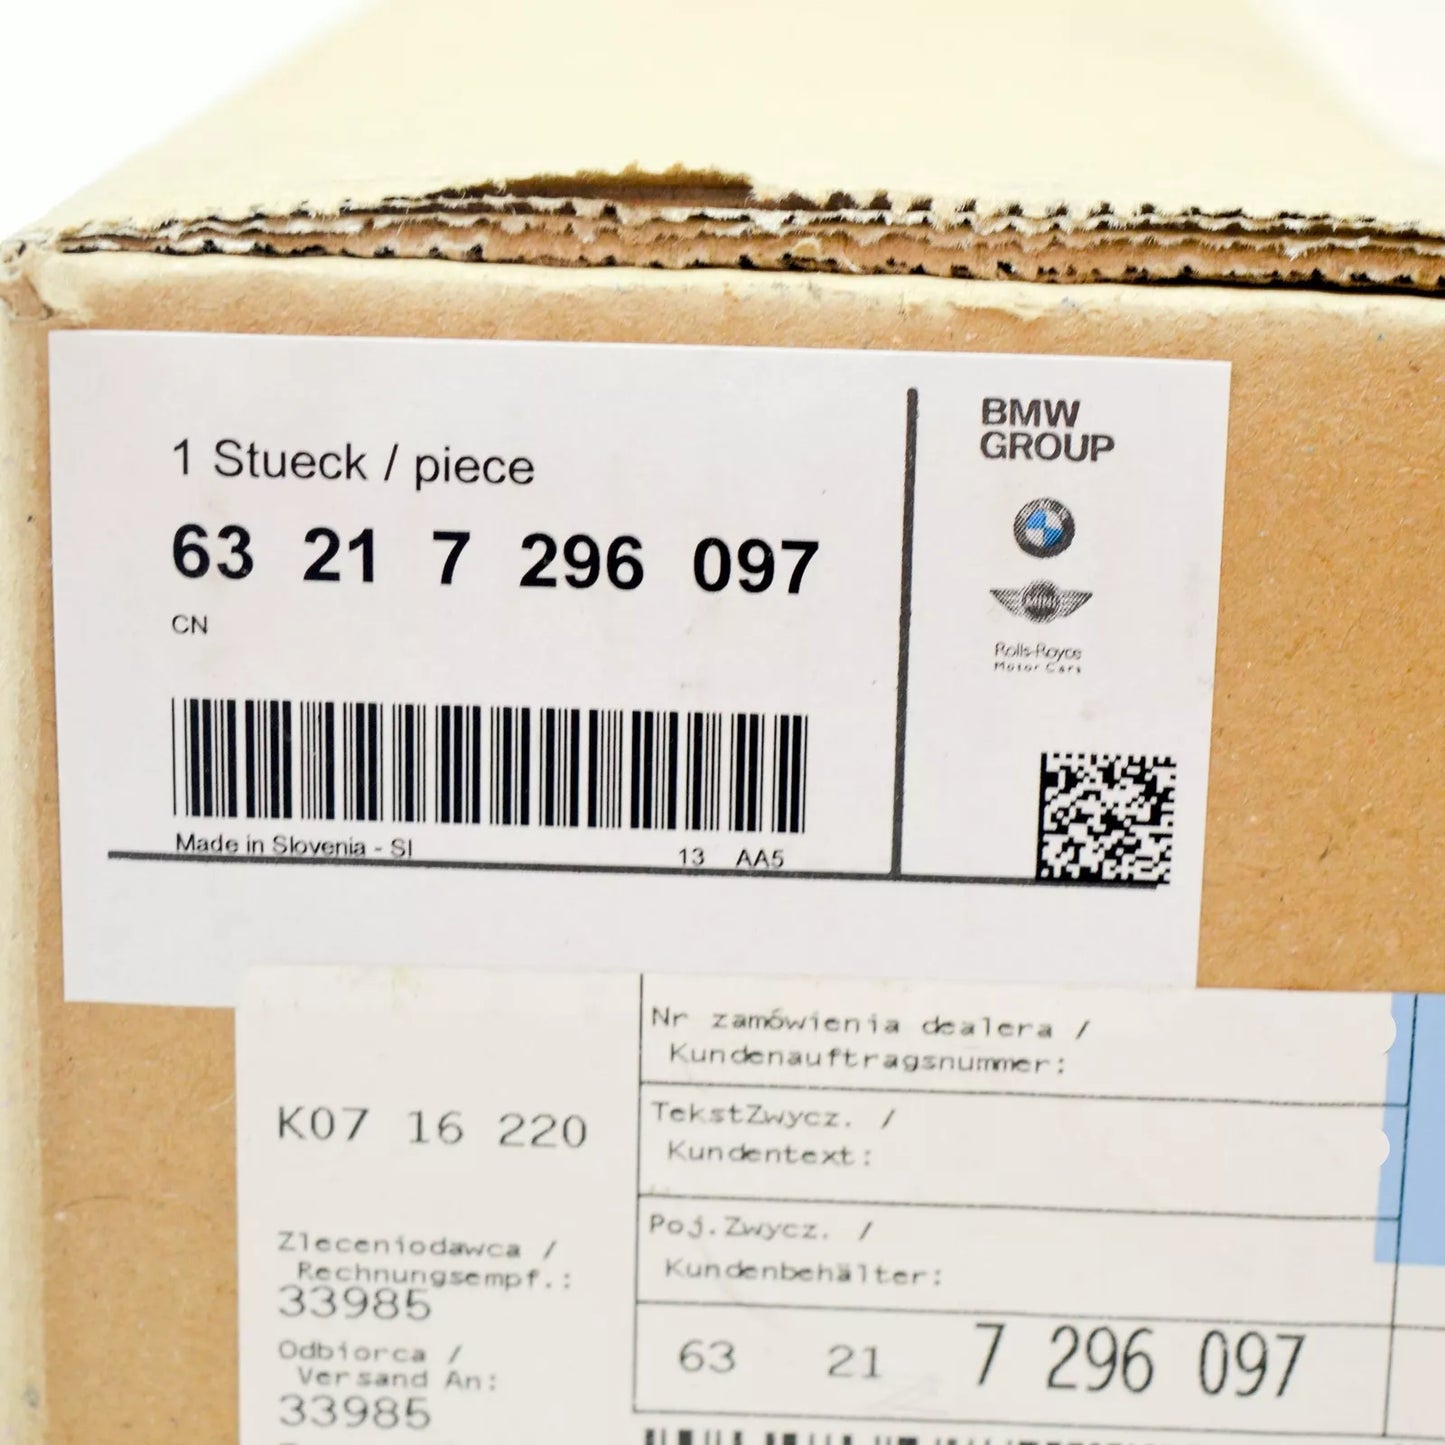 1 Stueck / piece
63 21 7 296 097
CN
Made in Slovenia - SI
13 AA5
BMW
GROUP
MINI
Rolls-Royce
Motor Cars
K07 16 220
Zleceniodawca /
Rechnungsempf.:
33985
Odbiorca /
Versand An:
33985
Nr zamówienia dealera /
Kundenauftragsnummer:
TekstZwycz. /
Kundentext:
Poj.Zwycz. /
Kundenbehälter:
63 21 7 296 097